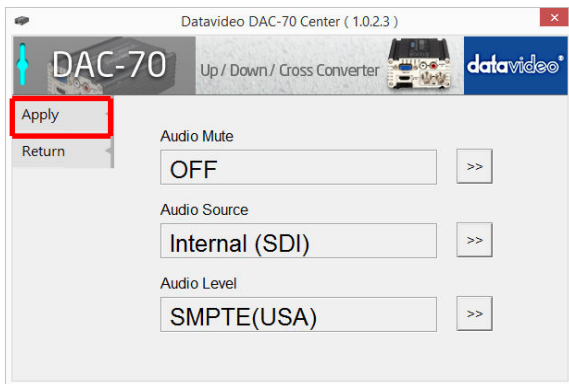 Datavideo DAC-70 Center ( 1.0.2.3 )
DAC-70 Up / Down / Cross Converter datavideo
Apply
Return
Audio Mute
OFF >>
Audio Source
Internal (SDI) >>
Audio Level
SMPTE(USA) >>